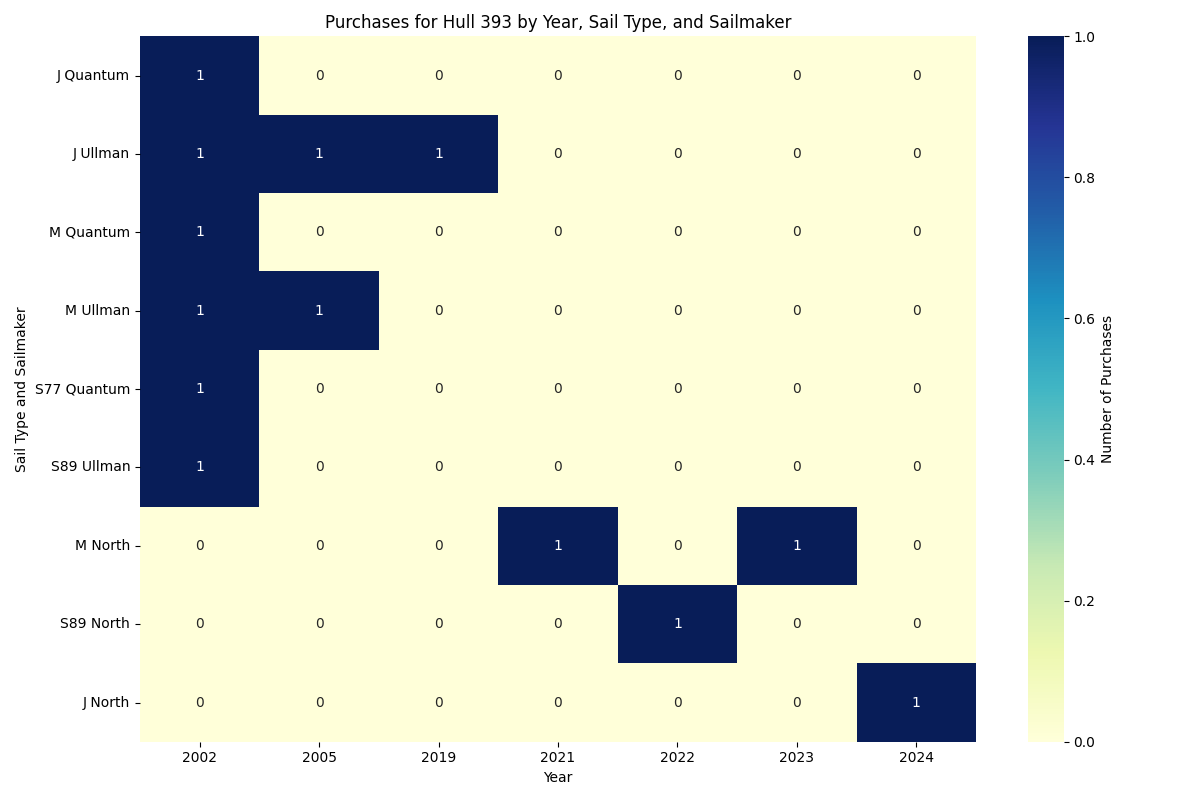 Purchases for Hull 393 by Year, Sail Type, and Sailmaker
Sail Type and Sailmaker
J Quantum 1 0 0 0 0 0 0
J Ullman 1 1 1 0 0 0 0
M Quantum 1 0 0 0 0 0 0
M Ullman 1 1 0 0 0 0 0
S77 Quantum 1 0 0 0 0 0 0
S89 Ullman 1 0 0 0 0 0 0
M North 0 0 0 1 0 1 0
S89 North 0 0 0 0 1 0 0
J North 0 0 0 0 0 0 1
2002 2005 2019 2021 2022 2023 2024
Year
1.0
0.8
0.6
0.4
0.2
0.0
Number of Purchases